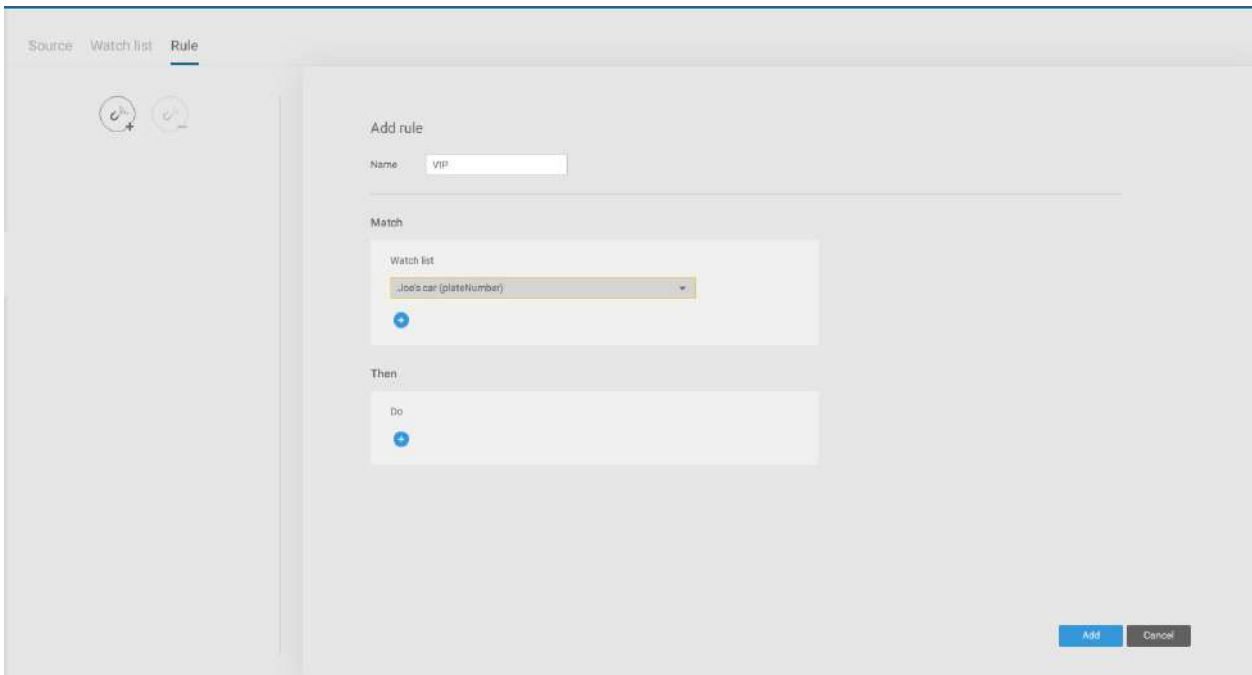 Source Watch list Rule
Add rule
Name VIP
Match
Watch list
Joe's car (plateNumber)
Then
Do
Add Cancel